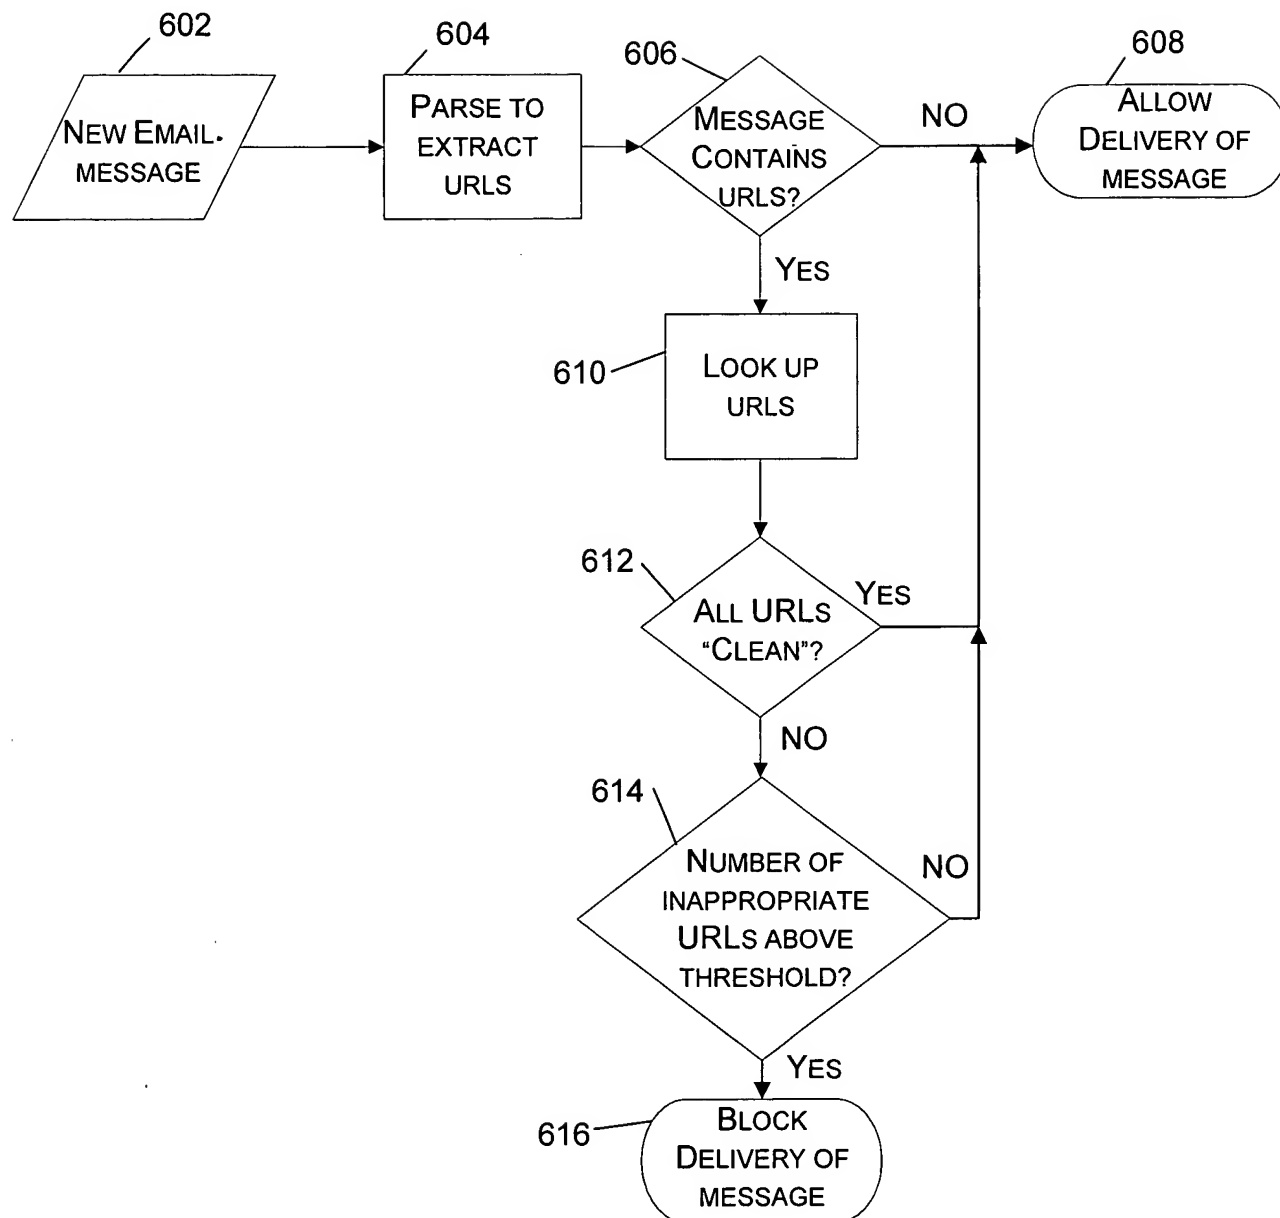 602
NEW EMAIL
MESSAGE
604
PARSE TO
EXTRACT
URLS
606
MESSAGE
CONTAINS
URLS?
NO
608
ALLOW
DELIVERY OF
MESSAGE
YES
610
LOOK UP
URLS
612
ALL URLS
“CLEAN”?
YES
NO
614
NUMBER OF
INAPPROPRIATE
URLS ABOVE
THRESHOLD?
NO
YES
616
BLOCK
DELIVERY OF
MESSAGE